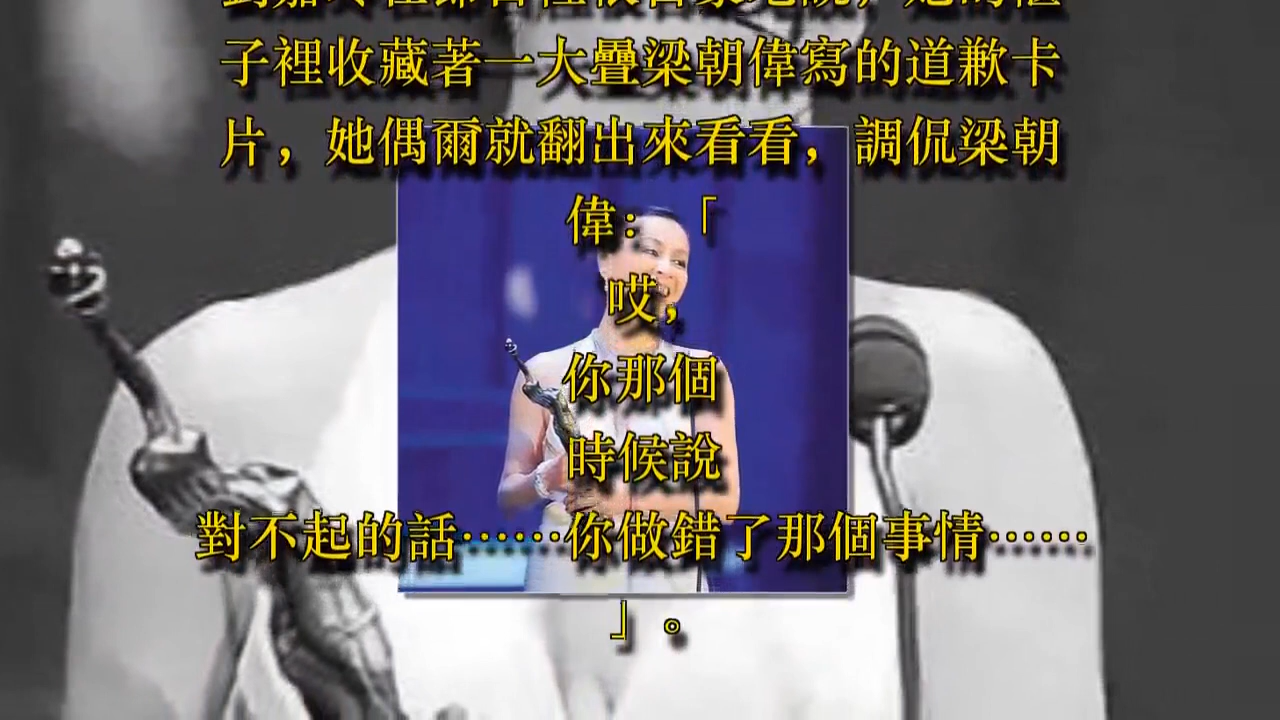 子裡收藏著一大疊梁朝偉寫的道歉卡
片，她偶爾就翻出來看看，調侃梁朝
偉：「
哎，
你那個
時候說
對不起的話……你做錯了那個事情……
」。